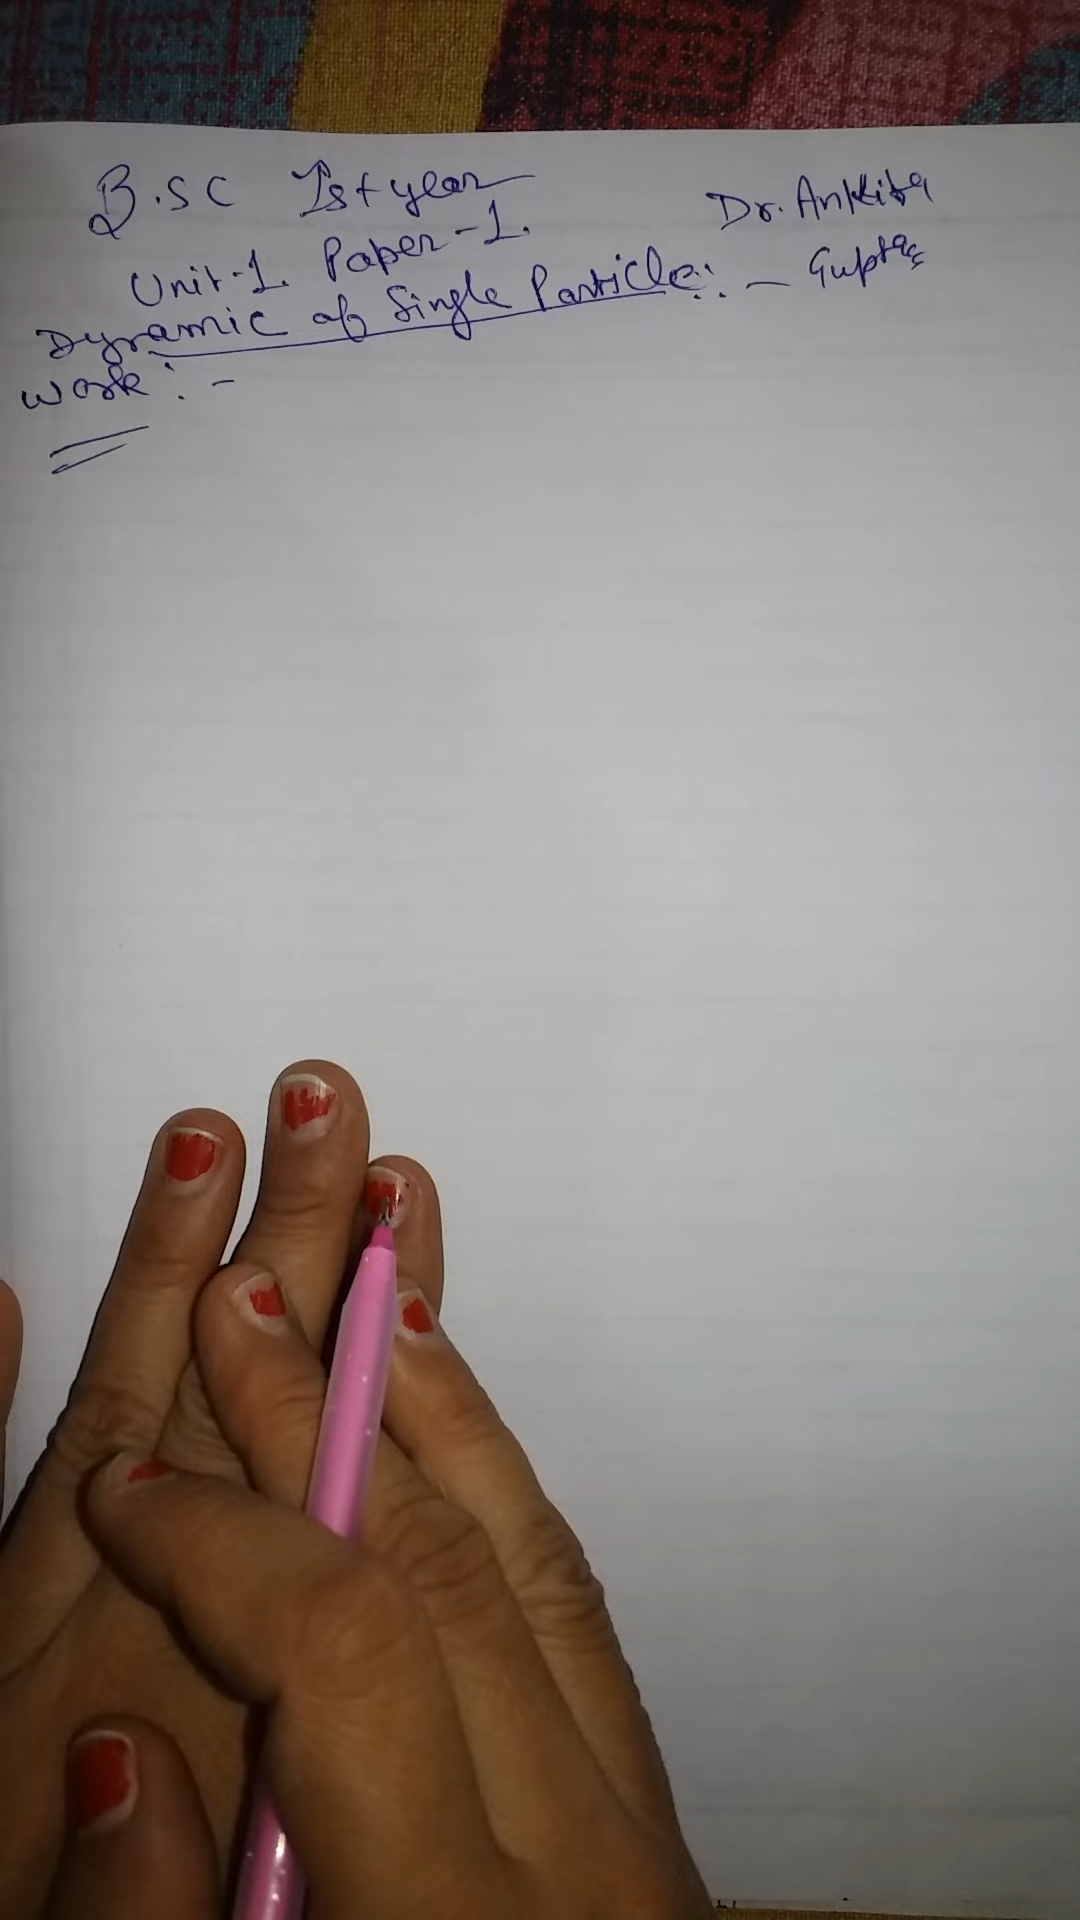 B.SC Ist year
Dr. Ankita
Unit-1. Paper-1.
Gupta
Dynamic of Single Particle: -
Work: -